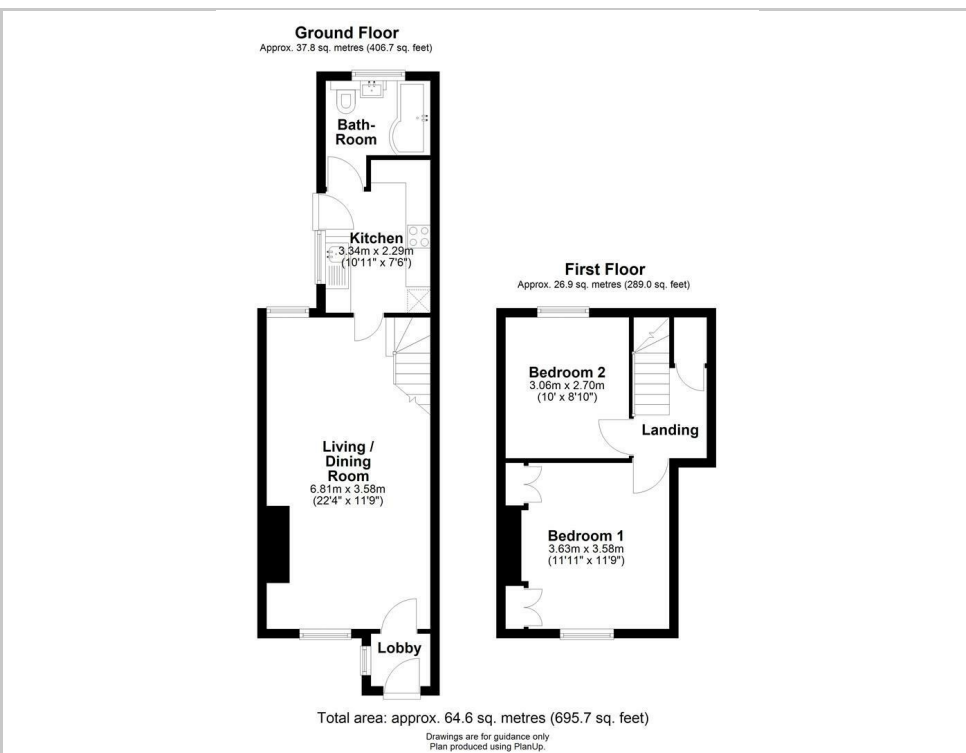 Ground Floor
Approx. 37.8 sq. metres (406.7 sq. feet)
Bath-
Room
Kitchen
3.34m x 2.29m
(10'11" x 7'6")
Living /
Dining
Room
6.81m x 3.58m
(22'4" x 11'9")
Lobby
First Floor
Approx. 26.9 sq. metres (289.0 sq. feet)
Bedroom 2
3.06m x 2.70m
(10' x 8'10")
Landing
Bedroom 1
3.63m x 3.58m
(11'11" x 11'9")
Total area: approx. 64.6 sq. metres (695.7 sq. feet)
Drawings are for guidance only
Plan produced using PlanUp.